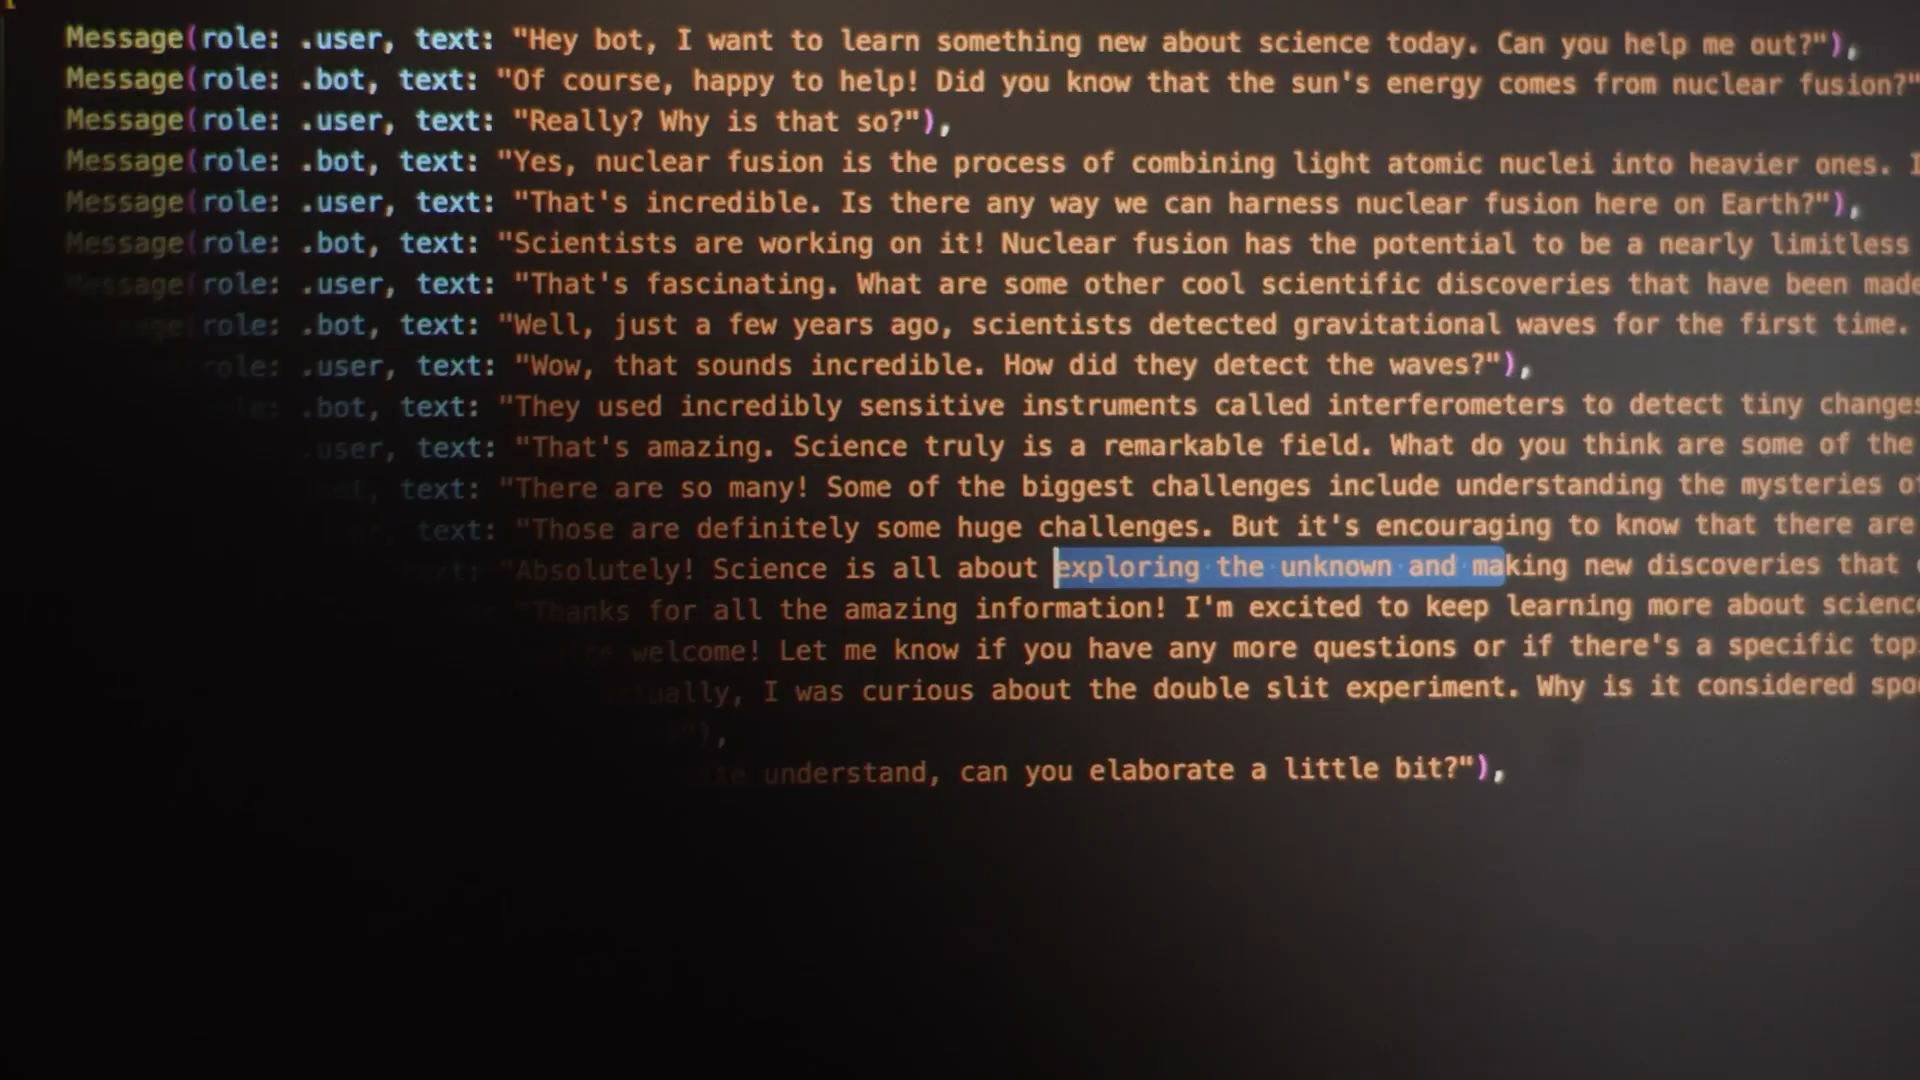 Message(role: .user, text: "Hey bot, I want to learn something new about science today. Can you help me out?"),
Message(role: .bot, text: "Of course, happy to help! Did you know that the sun's energy comes from nuclear fusion?"
Message(role: .user, text: "Really? Why is that so?"),
Message(role: .bot, text: "Yes, nuclear fusion is the process of combining light atomic nuclei into heavier ones.
Message(role: .user, text: "That's incredible. Is there any way we can harness nuclear fusion here on Earth?"),
Message(role: .bot, text: "Scientists are working on it! Nuclear fusion has the potential to be a nearly limitless
Message(role: .user, text: "That's fascinating. What are some other cool scientific discoveries that have been made
role: .bot, text: "Well, just a few years ago, scientists detected gravitational waves for the first time.
role: .user, text: "Wow, that sounds incredible. How did they detect the waves?"),
.bot, text: "They used incredibly sensitive instruments called interferometers to detect tiny changes
.user, text: "That's amazing. Science truly is a remarkable field. What do you think are some of the
text: "There are so many! Some of the biggest challenges include understanding the mysteries
text: "Those are definitely some huge challenges. But it's encouraging to know that there are
text: "Absolutely! Science is all about exploring the unknown and making new discoveries that
"Thanks for all the amazing information! I'm excited to keep learning more about science
welcome! Let me know if you have any more questions or if there's a specific
I was curious about the double slit experiment. Why is it considered
"),
understand, can you elaborate a little bit?"),